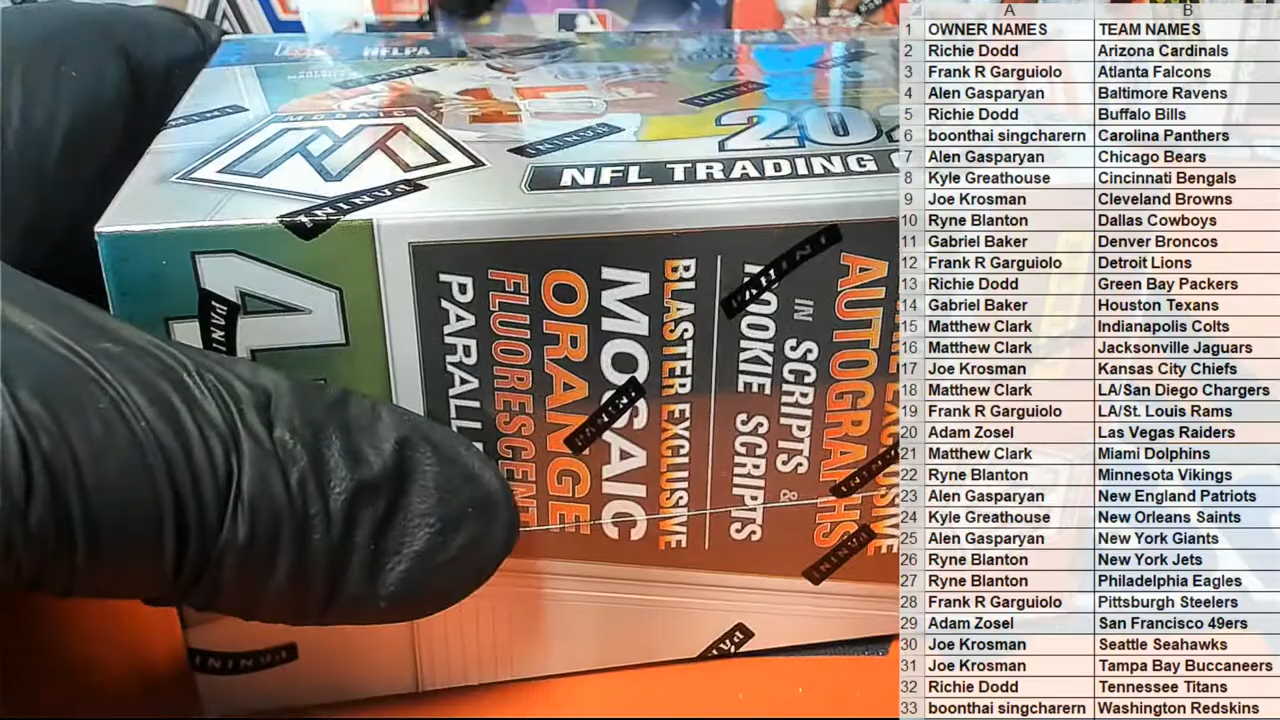 NFLPA
MOSAIC
PANINI
PANINI
PANINI
PANINI
PANINI
NFL TRADING
AUTOGRAPHS
IN SCRIPTS &
ROOKIE SCRIPTS
BLASTER EXCLUSIVE
MOSAIC
ORANGE
FLUORESCENT
4
PANINI
PANINI
PANINI
PANINI
A B
1 OWNER NAMES TEAM NAMES
2 Richie Dodd Arizona Cardinals
3 Frank R Garguiolo Atlanta Falcons
4 Alen Gasparyan Baltimore Ravens
5 Richie Dodd Buffalo Bills
6 boonthai singcharern Carolina Panthers
7 Alen Gasparyan Chicago Bears
8 Kyle Greathouse Cincinnati Bengals
9 Joe Krosman Cleveland Browns
10 Ryne Blanton Dallas Cowboys
11 Gabriel Baker Denver Broncos
12 Frank R Garguiolo Detroit Lions
13 Richie Dodd Green Bay Packers
14 Gabriel Baker Houston Texans
15 Matthew Clark Indianapolis Colts
16 Matthew Clark Jacksonville Jaguars
17 Joe Krosman Kansas City Chiefs
18 Matthew Clark LA/San Diego Chargers
19 Frank R Garguiolo LA/St. Louis Rams
20 Adam Zosel Las Vegas Raiders
21 Matthew Clark Miami Dolphins
22 Ryne Blanton Minnesota Vikings
23 Alen Gasparyan New England Patriots
24 Kyle Greathouse New Orleans Saints
25 Alen Gasparyan New York Giants
26 Ryne Blanton New York Jets
27 Ryne Blanton Philadelphia Eagles
28 Frank R Garguiolo Pittsburgh Steelers
29 Adam Zosel San Francisco 49ers
30 Joe Krosman Seattle Seahawks
31 Joe Krosman Tampa Bay Buccaneers
32 Richie Dodd Tennessee Titans
33 boonthai singcharern Washington Redskins